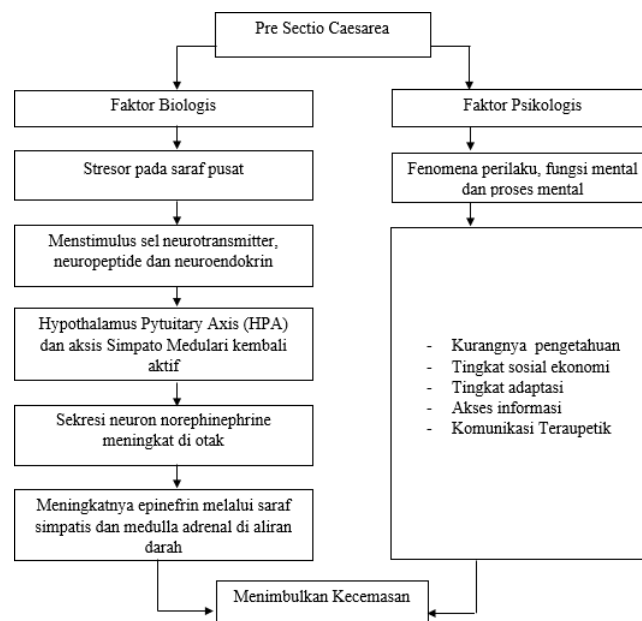 Pre Sectio Caesarea
Faktor Biologis
Faktor Psikologis
Stresor pada saraf pusat
Fenomena perilaku, fungsi mental
dan proses mental
Menstimulus sel neurotransmitter,
neuropeptide dan neuroendokrin
Hypothalamus Pytuitary Axis (HPA)
dan aksis Simpato Medulari kembali
aktif
Sekresi neuron norephinephrine
meningkat di otak
Meningkatnya epinefrin melalui saraf
simpatis dan medulla adrenal di aliran
darah
- Kurangnya pengetahuan
- Tingkat sosial ekonomi
- Tingkat adaptasi
- Akses informasi
- Komunikasi Teraupetik
Menimbulkan Kecemasan